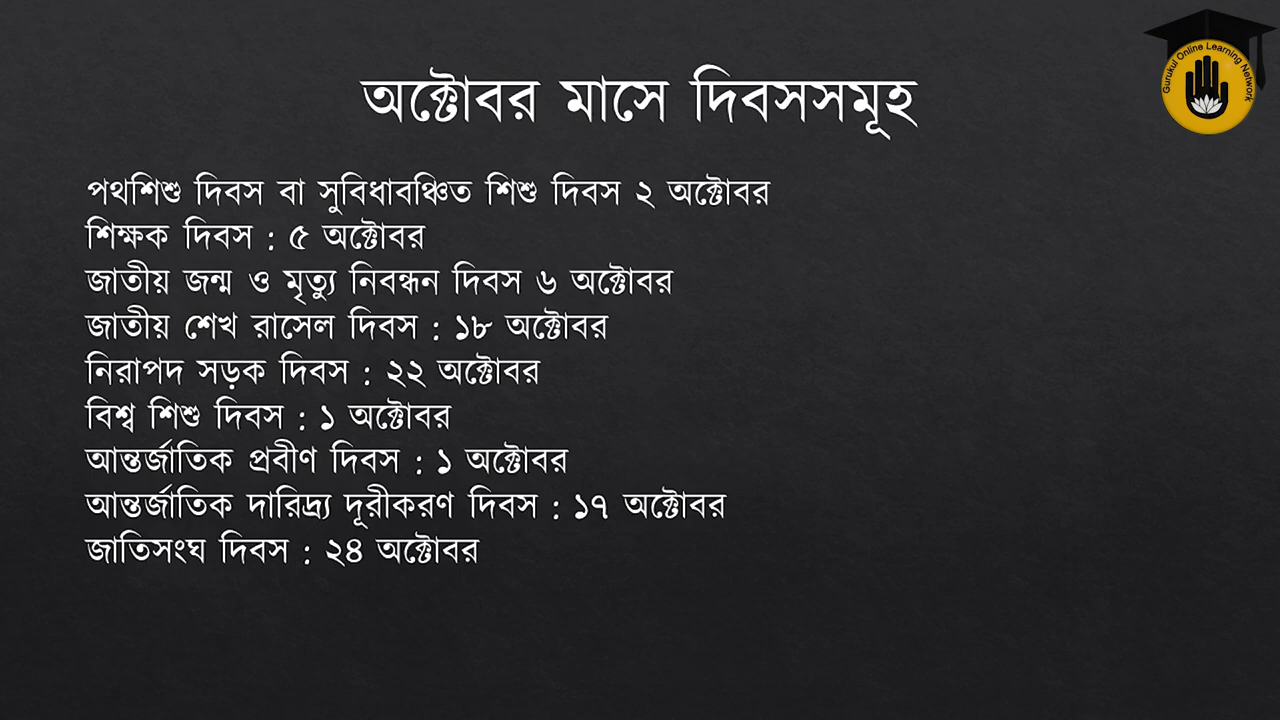 অক্টোবর মাসে দিবসসমূহ
Gurukul Online Learning Network
পথশিশু দিবস বা সুবিধাবঞ্চিত শিশু দিবস ২ অক্টোবর
শিক্ষক দিবস : ৫ অক্টোবর
জাতীয় জন্ম ও মৃত্যু নিবন্ধন দিবস ৬ অক্টোবর
জাতীয় শেখ রাসেল দিবস : ১৮ অক্টোবর
নিরাপদ সড়ক দিবস : ২২ অক্টোবর
বিশ্ব শিশু দিবস : ১ অক্টোবর
আন্তর্জাতিক প্রবীণ দিবস : ১ অক্টোবর
আন্তর্জাতিক দারিদ্র্য দূরীকরণ দিবস : ১৭ অক্টোবর
জাতিসংঘ দিবস : ২৪ অক্টোবর